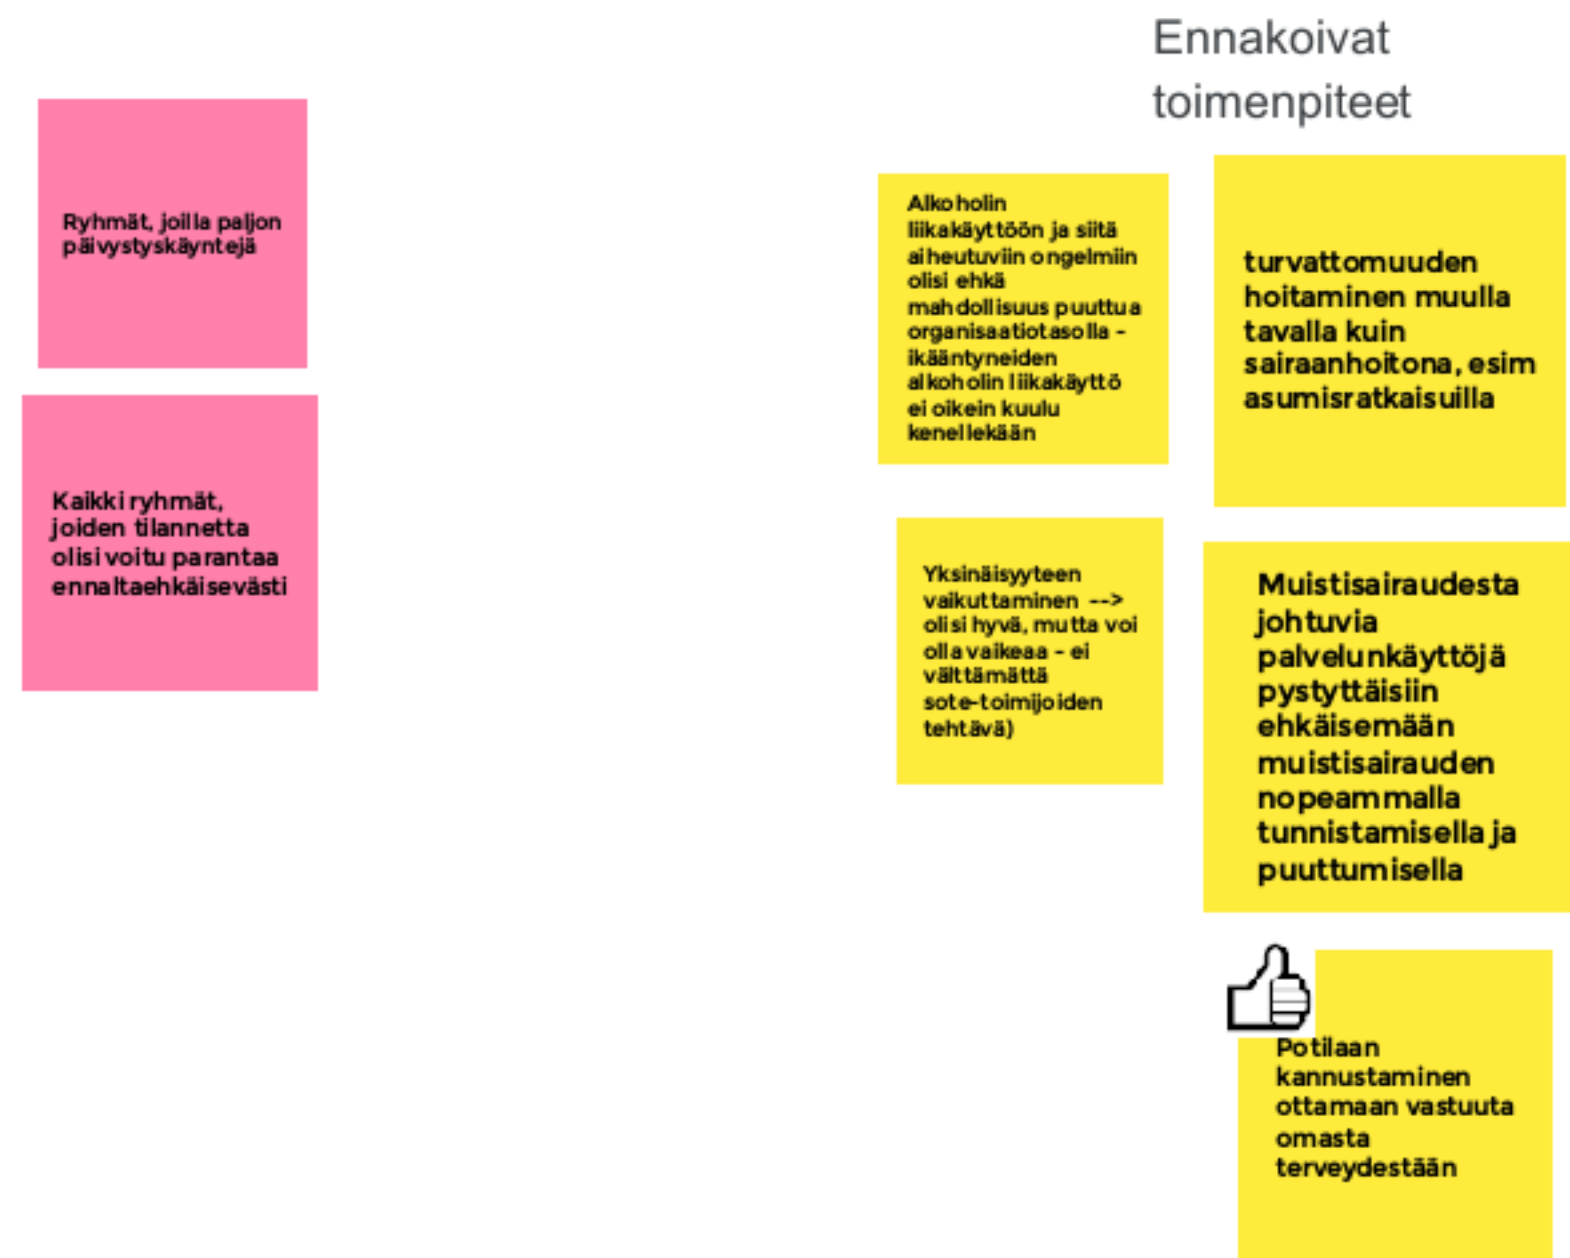 Ennakoivat
toimenpiteet
Ryhmät, joilla paljon
päivystyskäyntejä
Kaikki ryhmät,
joiden tilannetta
olisi voitu parantaa
ennaltaehkäisevästi
Alkoholin
liikakäyttöön ja siitä
aiheutuviin ongelmiin
olisi ehkä
mahdollisuus puuttua
organisaatiotasolla -
ikääntyneiden
alkoholin liikakäyttö
ei oikein kuulu
kenellekään
turvattomuuden
hoitaminen muulla
tavalla kuin
sairaanhoitona, esim
asumisratkaisuilla
Yksinäisyyteen
vaikuttaminen -->
olisi hyvä, mutta voi
olla vaikeaa - ei
välttämättä
sote-toimijoiden
tehtävä)
Muistisairaudesta
johtuvia
palvelunkäyttöjä
pystyttäisiin
ehkäisemään
muistisairauden
nopeammalla
tunnistamisella ja
puuttumisella
Potilaan
kannustaminen
ottamaan vastuuta
omasta
terveydestään